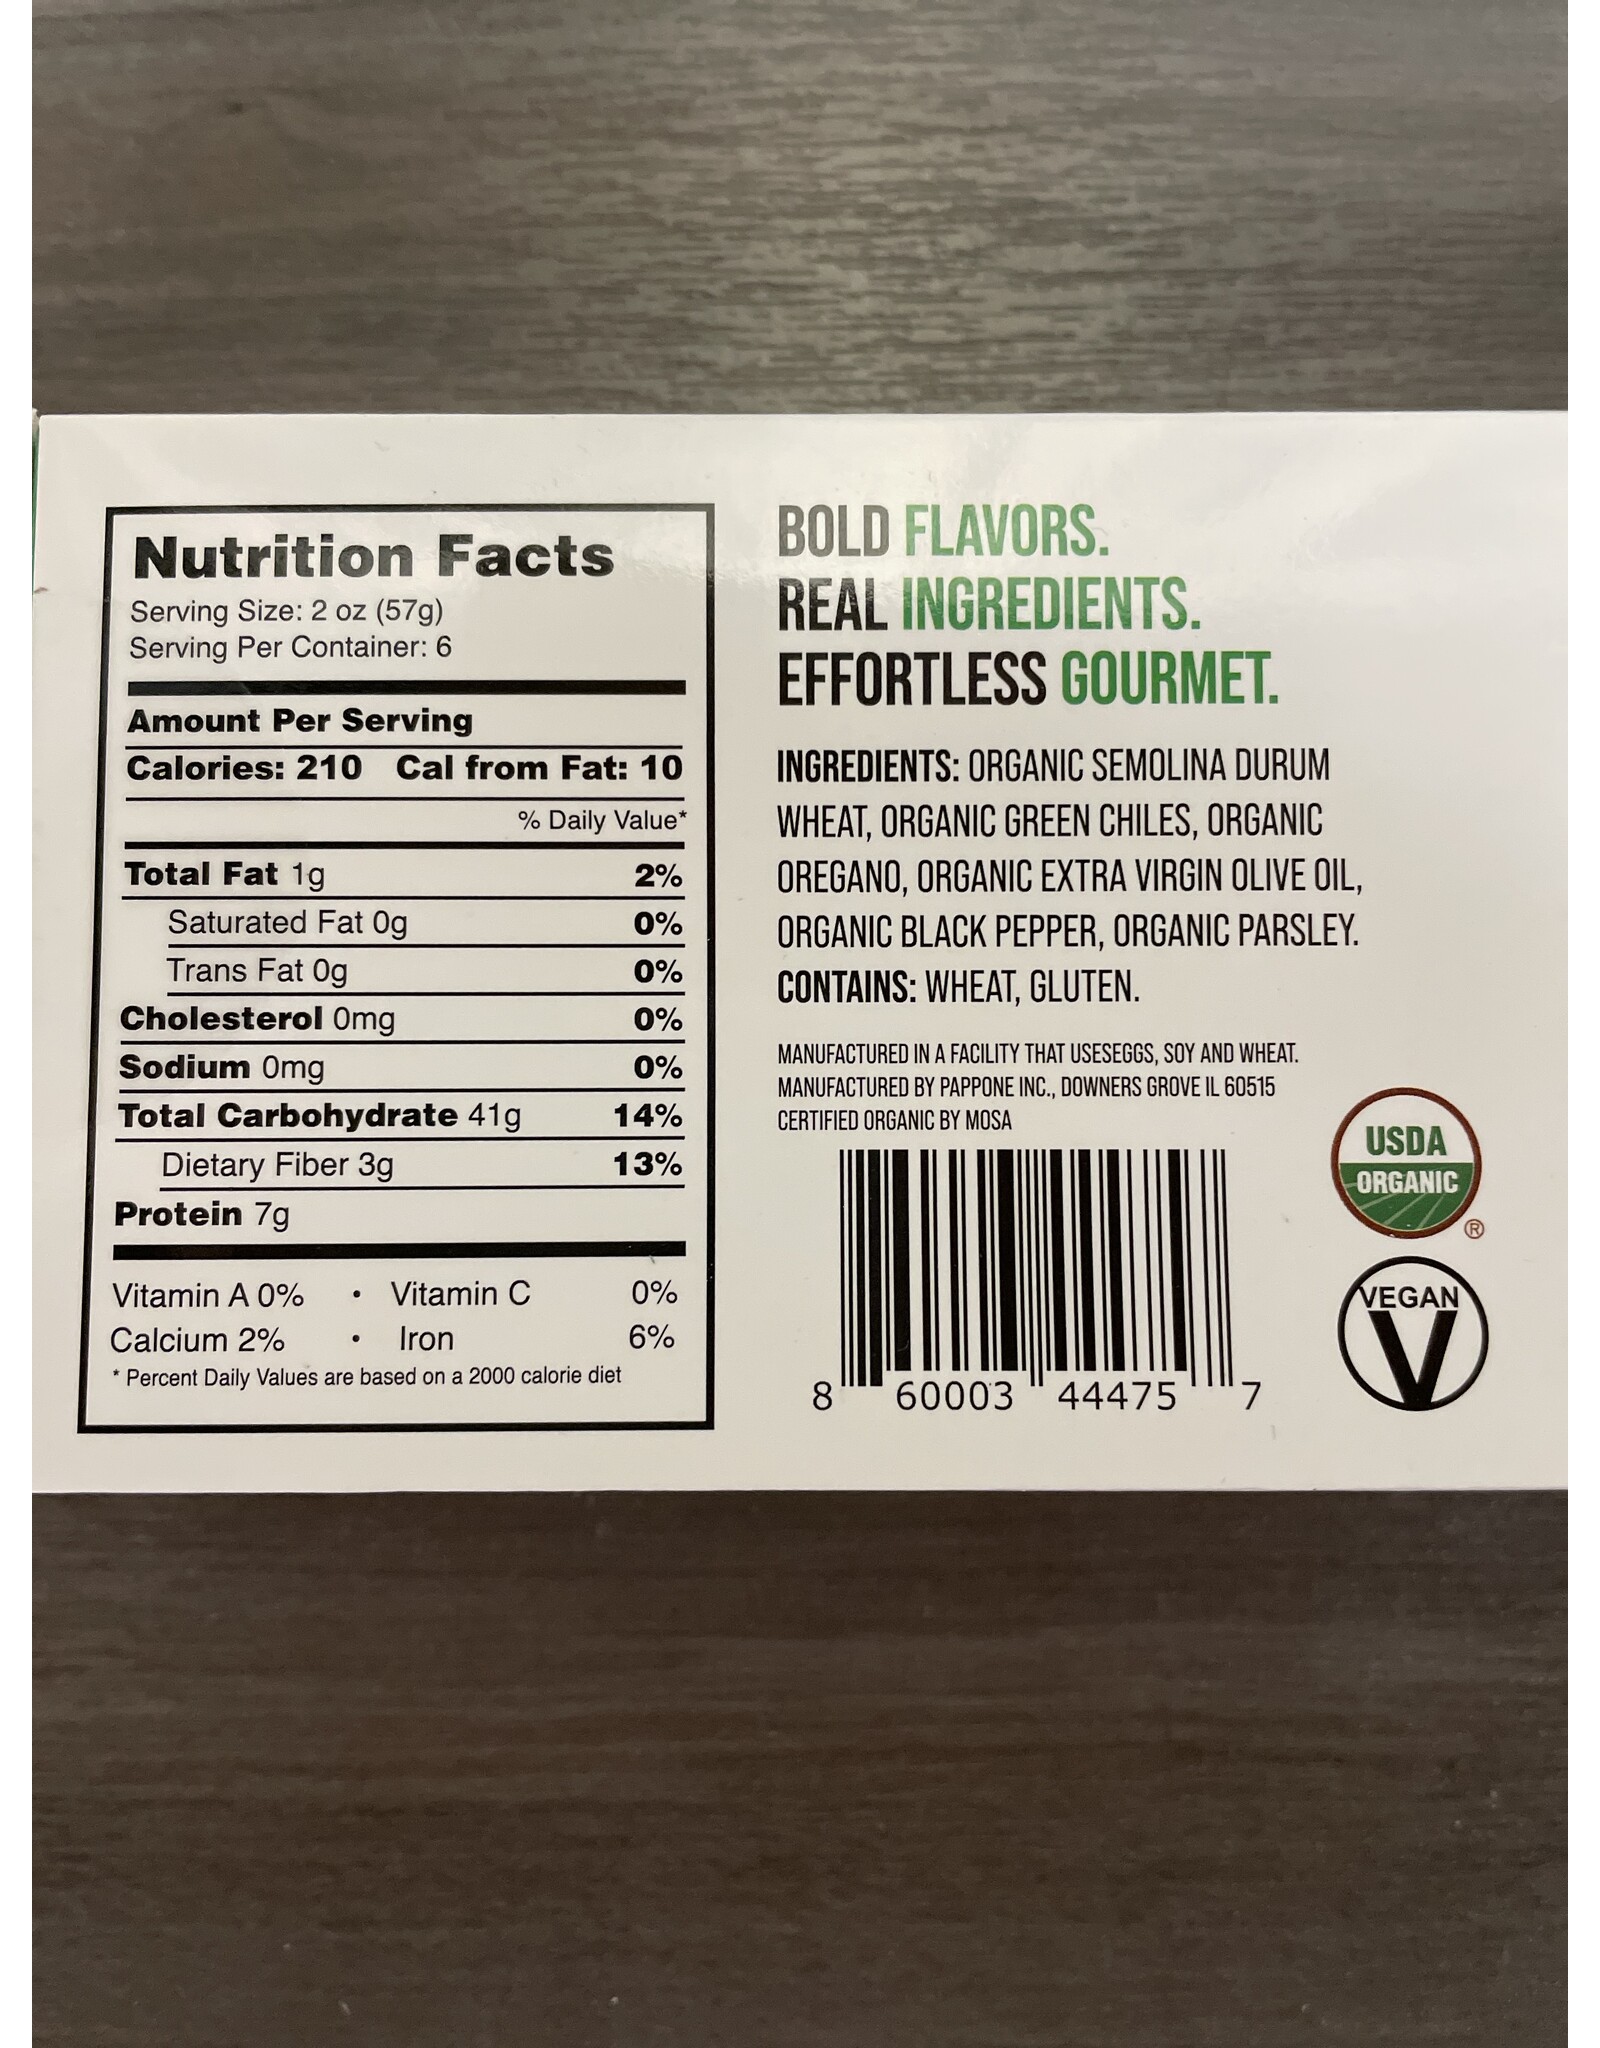 Nutrition Facts
Serving Size: 2 oz (57g)
Serving Per Container: 6
Amount Per Serving
Calories: 210 Cal from Fat: 10
% Daily Value*
Total Fat 1g 2%
Saturated Fat 0g 0%
Trans Fat 0g 0%
Cholesterol 0mg 0%
Sodium 0mg 0%
Total Carbohydrate 41g 14%
Dietary Fiber 3g 13%
Protein 7g
Vitamin A 0% • Vitamin C 0%
Calcium 2% • Iron 6%
* Percent Daily Values are based on a 2000 calorie diet
BOLD FLAVORS.
REAL INGREDIENTS.
EFFORTLESS GOURMET.
INGREDIENTS: ORGANIC SEMOLINA DURUM
WHEAT, ORGANIC GREEN CHILES, ORGANIC
OREGANO, ORGANIC EXTRA VIRGIN OLIVE OIL,
ORGANIC BLACK PEPPER, ORGANIC PARSLEY.
CONTAINS: WHEAT, GLUTEN.
MANUFACTURED IN A FACILITY THAT USESEGGS, SOY AND WHEAT.
MANUFACTURED BY PAPPONE INC., DOWNERS GROVE IL 60515
CERTIFIED ORGANIC BY MOSA
8 60003 44475 7
USDA
ORGANIC
®
VEGAN
V